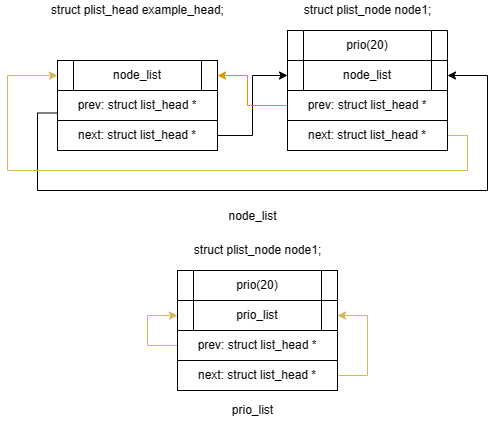 struct plist_head example_head;
struct plist_node node1;
prio(20)
node_list
node_list
prev: struct list_head *
prev: struct list_head *
next: struct list_head *
next: struct list_head *
node_list
struct plist_node node1;
prio(20)
prio_list
prev: struct list_head *
next: struct list_head *
prio_list